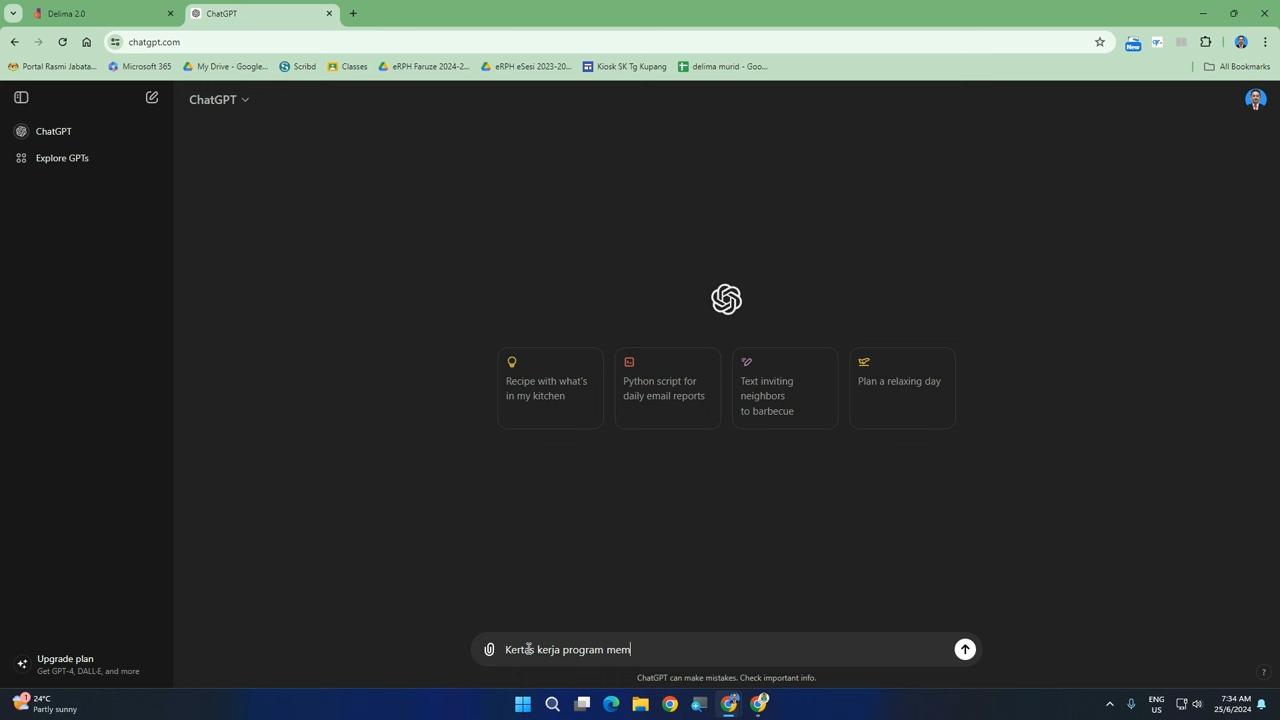 Delima 2.0
ChatGPT
chatgpt.com
New
Portal Rasmi Jabata...
Microsoft 365
My Drive - Google...
Scribd
Classes
eRPH Faruze 2024-2...
eRPH eSesi 2023-20...
Kiosk SK Tg Kupang
delima murid - Goo...
All Bookmarks
ChatGPT
ChatGPT
Explore GPTs
Recipe with what's
in my kitchen
Python script for
daily email reports
Text inviting
neighbors
to barbecue
Plan a relaxing day
Kertas kerja program mem
ChatGPT can make mistakes. Check important info.
?
Upgrade plan
Get GPT-4, DALL·E, and more
1
24°C
Partly sunny
ENG
US
7:34 AM
25/6/2024